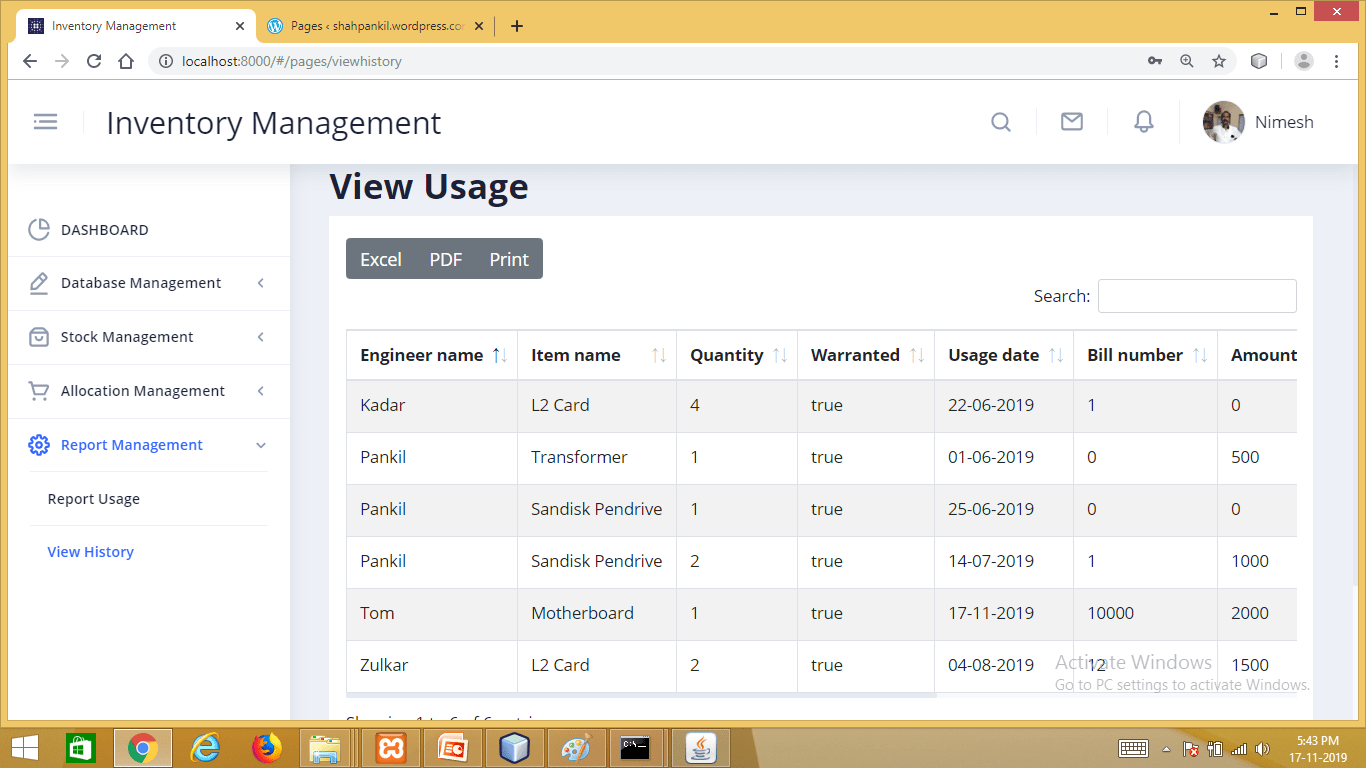 Inventory Management
Pages ‹ shahpankil.wordpress.co
localhost:8000/#/pages/viewhistory
Inventory Management
Nimesh
DASHBOARD
Database Management
Stock Management
Allocation Management
Report Management
Report Usage
View History
View Usage
Excel PDF Print
Search:
Engineer name Item name Quantity Warranted Usage date Bill number Amount
Kadar L2 Card 4 true 22-06-2019 1 0
Pankil Transformer 1 true 01-06-2019 0 500
Pankil Sandisk Pendrive 1 true 25-06-2019 0 0
Pankil Sandisk Pendrive 2 true 14-07-2019 1 1000
Tom Motherboard 1 true 17-11-2019 10000 2000
Zulkar L2 Card 2 true 04-08-2019 12 1500
Activate Windows
Go to PC settings to activate Windows.
5:43 PM
17-11-2019